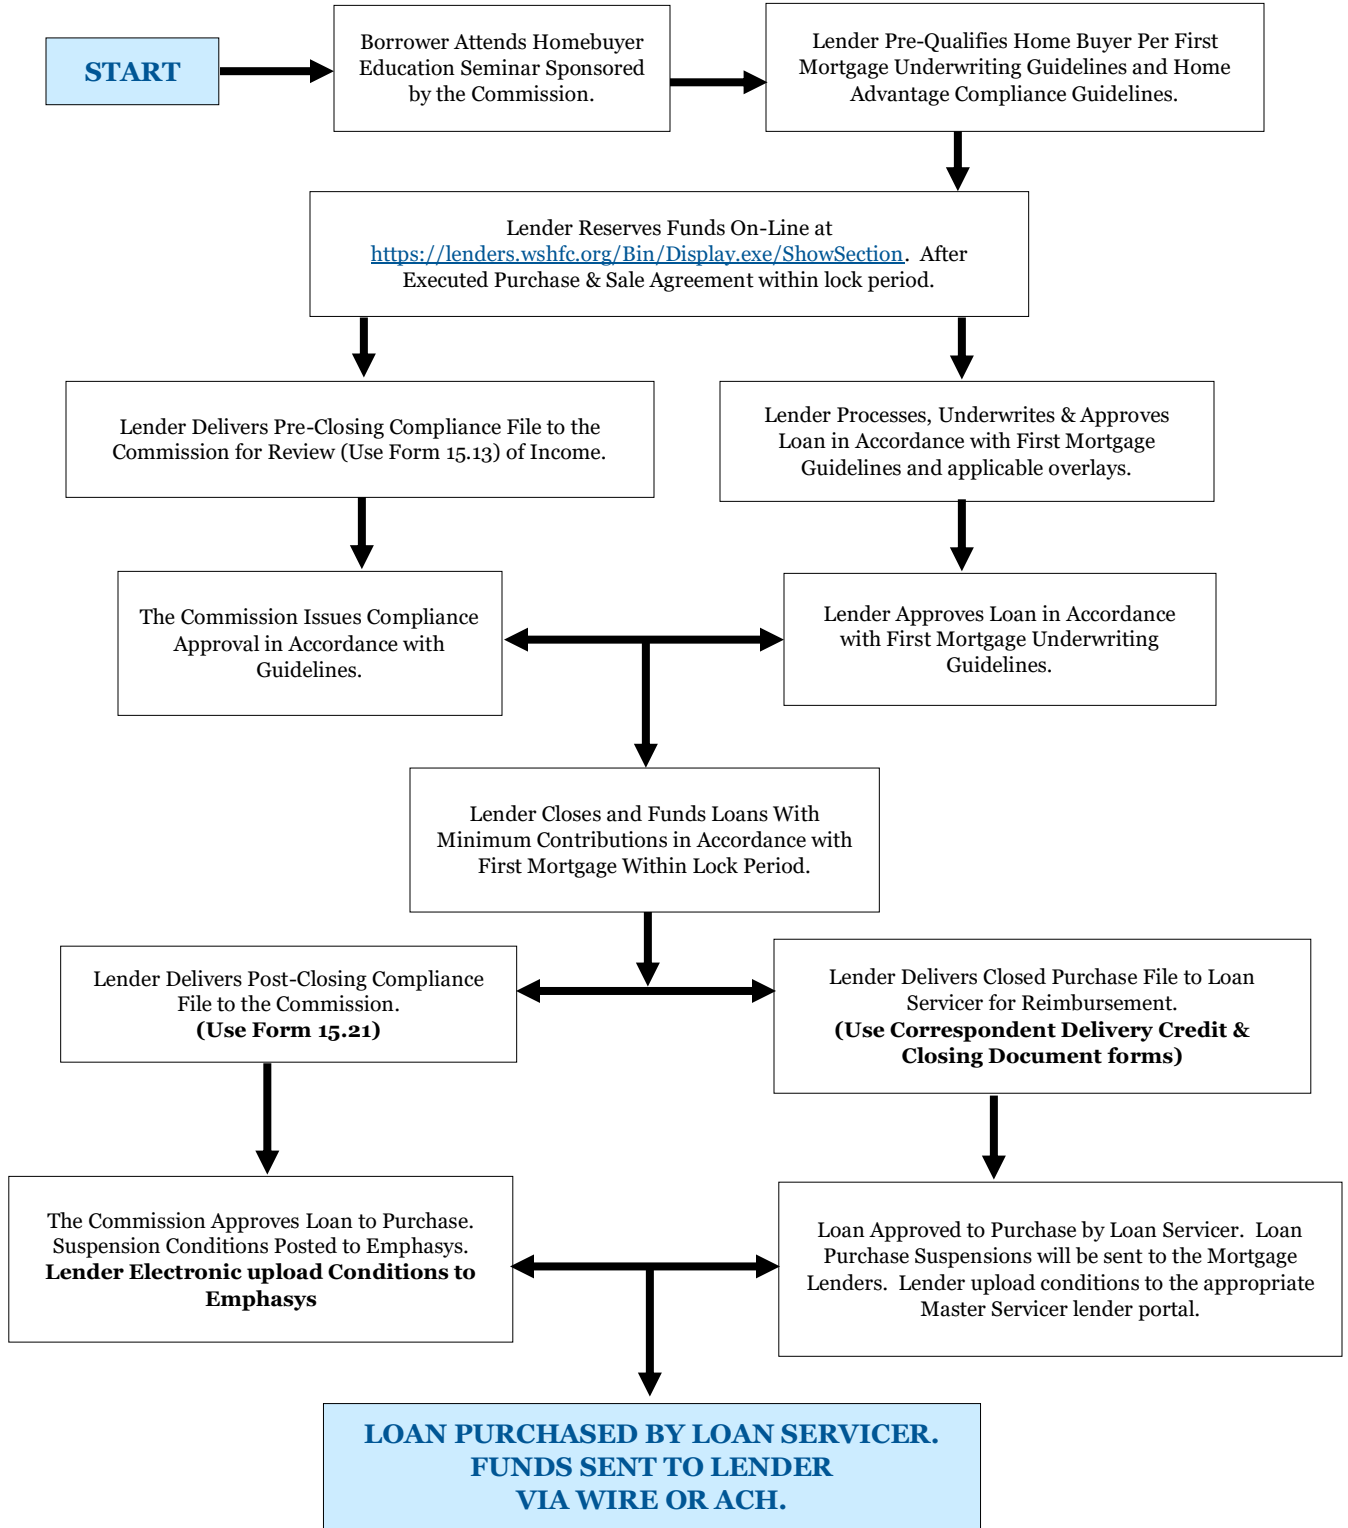 START
Borrower Attends Homebuyer
Education Seminar Sponsored
by the Commission.
Lender Pre-Qualifies Home Buyer Per First
Mortgage Underwriting Guidelines and Home
Advantage Compliance Guidelines.
Lender Reserves Funds On-Line at
https://lenders.wshfc.org/Bin/Display.exe/ShowSection. After
Executed Purchase & Sale Agreement within lock period.
Lender Delivers Pre-Closing Compliance File to the
Commission for Review (Use Form 15.13) of Income.
Lender Processes, Underwrites & Approves
Loan in Accordance with First Mortgage
Guidelines and applicable overlays.
The Commission Issues Compliance
Approval in Accordance with
Guidelines.
Lender Approves Loan in Accordance
with First Mortgage Underwriting
Guidelines.
Lender Closes and Funds Loans With
Minimum Contributions in Accordance with
First Mortgage Within Lock Period.
Lender Delivers Post-Closing Compliance
File to the Commission.
(Use Form 15.21)
Lender Delivers Closed Purchase File to Loan
Servicer for Reimbursement.
(Use Correspondent Delivery Credit &
Closing Document forms)
The Commission Approves Loan to Purchase.
Suspension Conditions Posted to Emphasys.
Lender Electronic upload Conditions to
Emphasys
Loan Approved to Purchase by Loan Servicer. Loan
Purchase Suspensions will be sent to the Mortgage
Lenders. Lender upload conditions to the appropriate
Master Servicer lender portal.
LOAN PURCHASED BY LOAN SERVICER.
FUNDS SENT TO LENDER
VIA WIRE OR ACH.